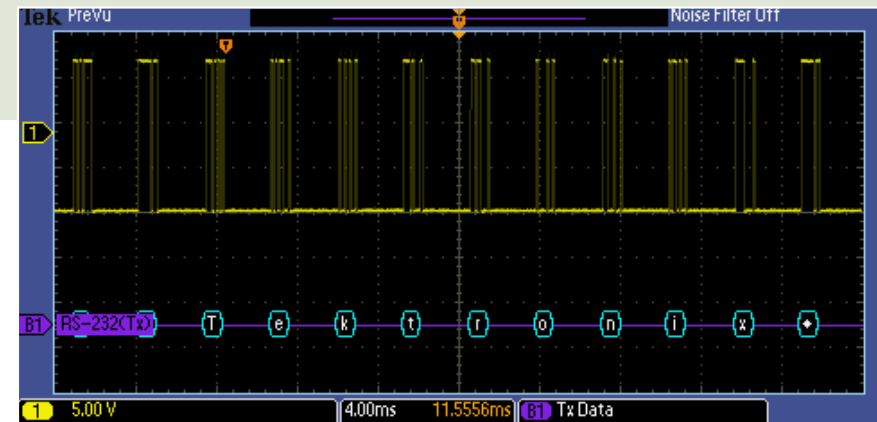 Tek PreVu Noise Filter Off
T
1
B1 RS-232(Tx) T e k t r o n i x
1 5.00 V 4.00ms 11.5556ms B1 Tx Data